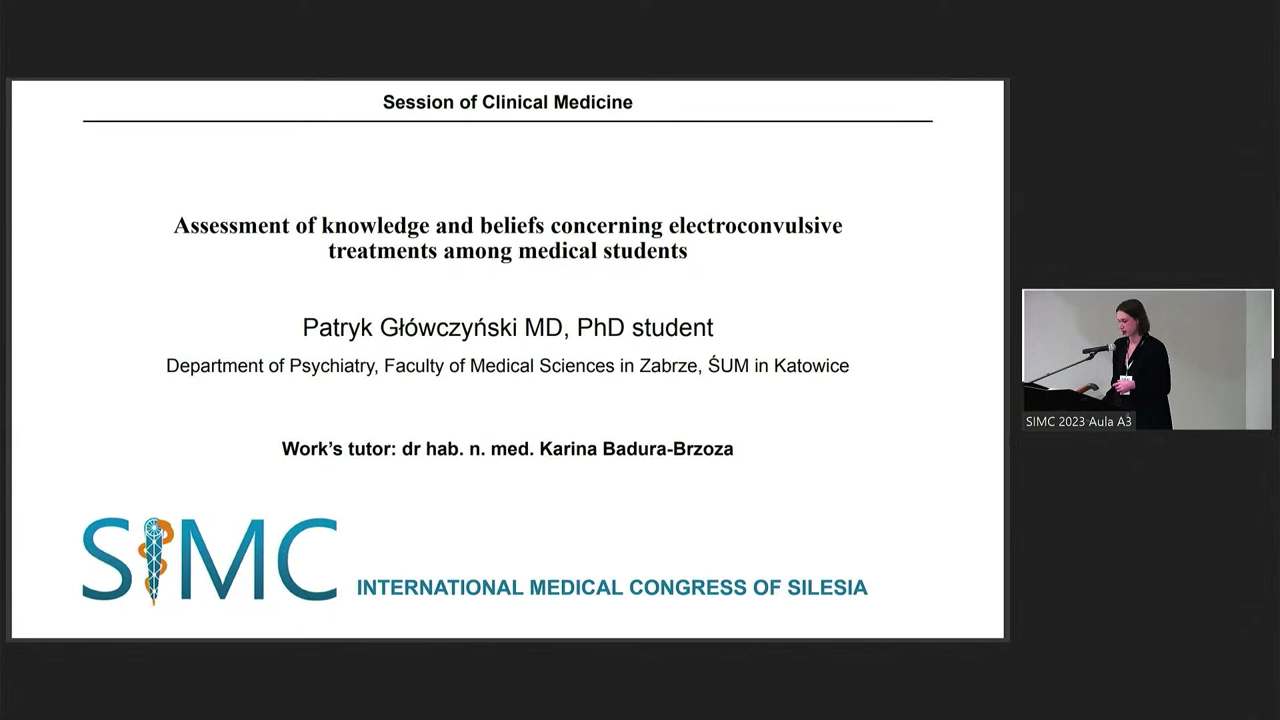 Session of Clinical Medicine
Assessment of knowledge and beliefs concerning electroconvulsive
treatments among medical students
Patryk Główczyński MD, PhD student
Department of Psychiatry, Faculty of Medical Sciences in Zabrze, ŚUM in Katowice
Work's tutor: dr hab. n. med. Karina Badura-Brzoza
SIMC
INTERNATIONAL MEDICAL CONGRESS OF SILESIA
SIMC 2023 Aula A3